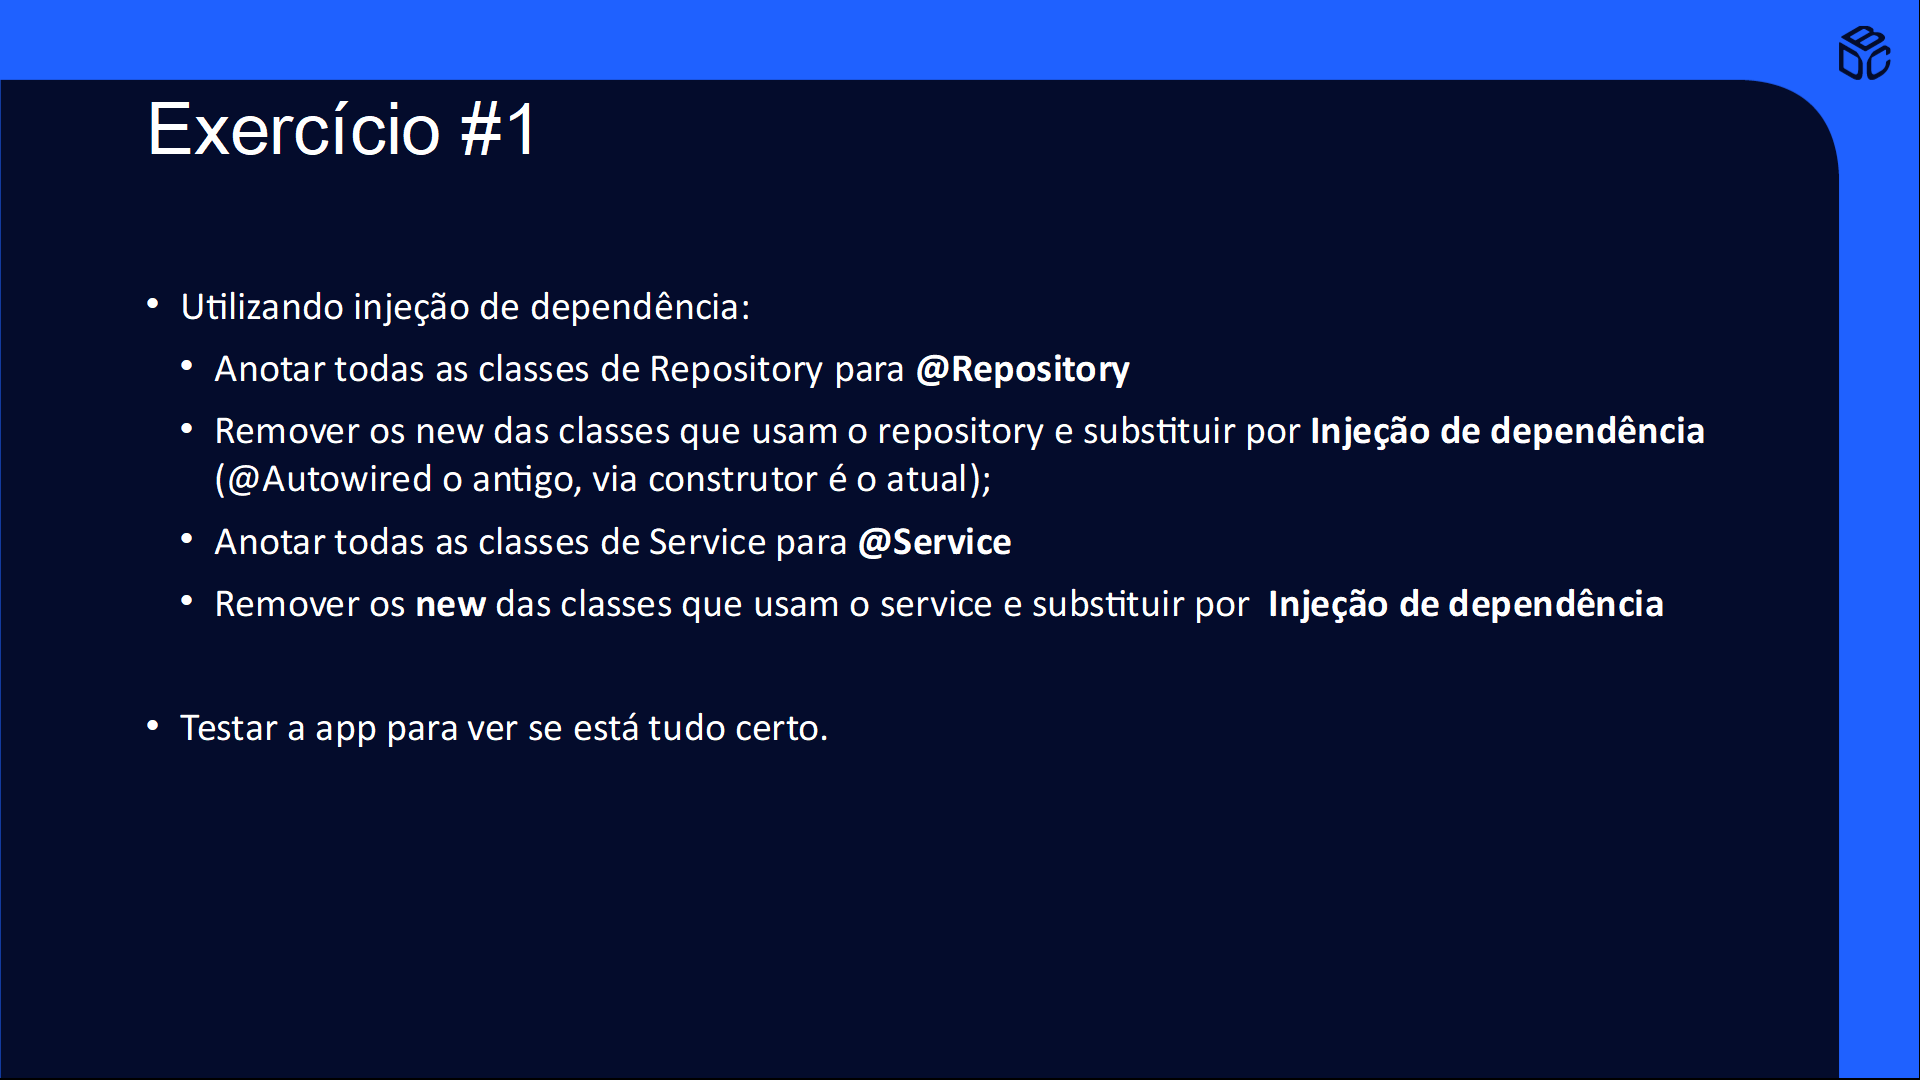 Exercício #1
• Utilizando injeção de dependência:
• Anotar todas as classes de Repository para @Repository
• Remover os new das classes que usam o repository e substituir por Injeção de dependência
(@Autowired o antigo, via construtor é o atual);
• Anotar todas as classes de Service para @Service
• Remover os new das classes que usam o service e substituir por  Injeção de dependência
• Testar a app para ver se está tudo certo.
DBC